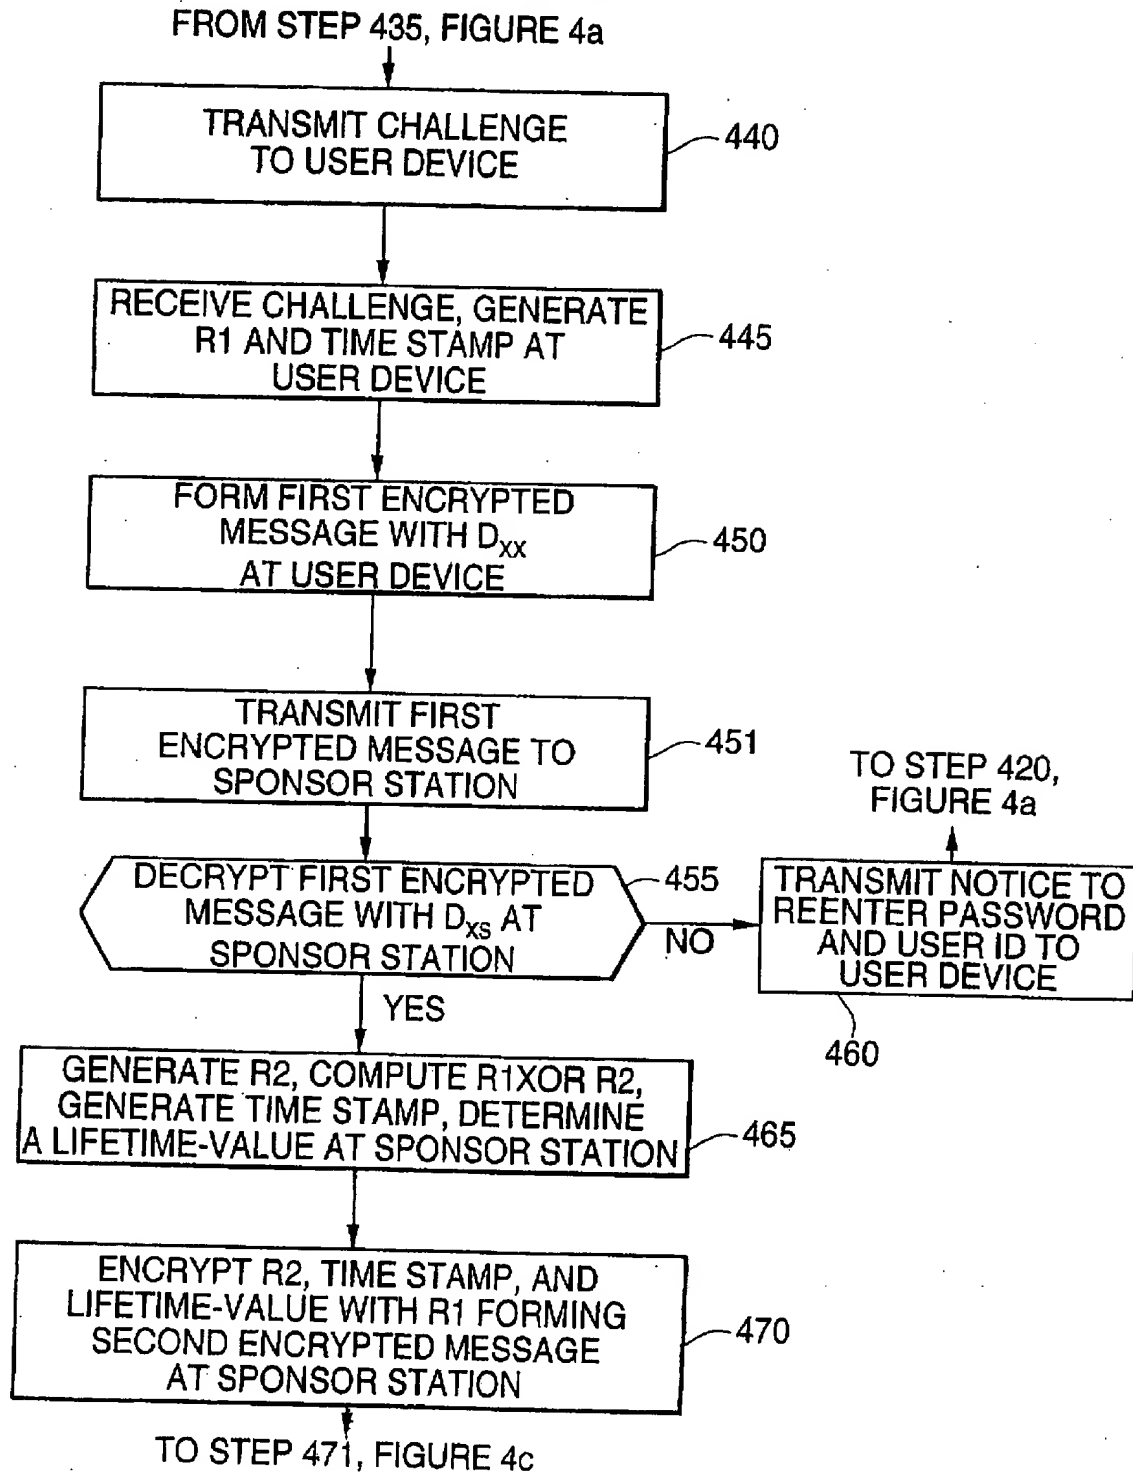 FROM STEP 435, FIGURE 4a
TRANSMIT CHALLENGE
TO USER DEVICE
440
RECEIVE CHALLENGE, GENERATE
R1 AND TIME STAMP AT
USER DEVICE
445
FORM FIRST ENCRYPTED
MESSAGE WITH Dxx
AT USER DEVICE
450
TRANSMIT FIRST
ENCRYPTED MESSAGE TO
SPONSOR STATION
451
DECRYPT FIRST ENCRYPTED
MESSAGE WITH Dxs AT
SPONSOR STATION
455
NO
TO STEP 420,
FIGURE 4a
TRANSMIT NOTICE TO
REENTER PASSWORD
AND USER ID TO
USER DEVICE
460
YES
GENERATE R2, COMPUTE R1XOR R2,
GENERATE TIME STAMP, DETERMINE
A LIFETIME-VALUE AT SPONSOR STATION
465
ENCRYPT R2, TIME STAMP, AND
LIFETIME-VALUE WITH R1 FORMING
SECOND ENCRYPTED MESSAGE
AT SPONSOR STATION
470
TO STEP 471, FIGURE 4c